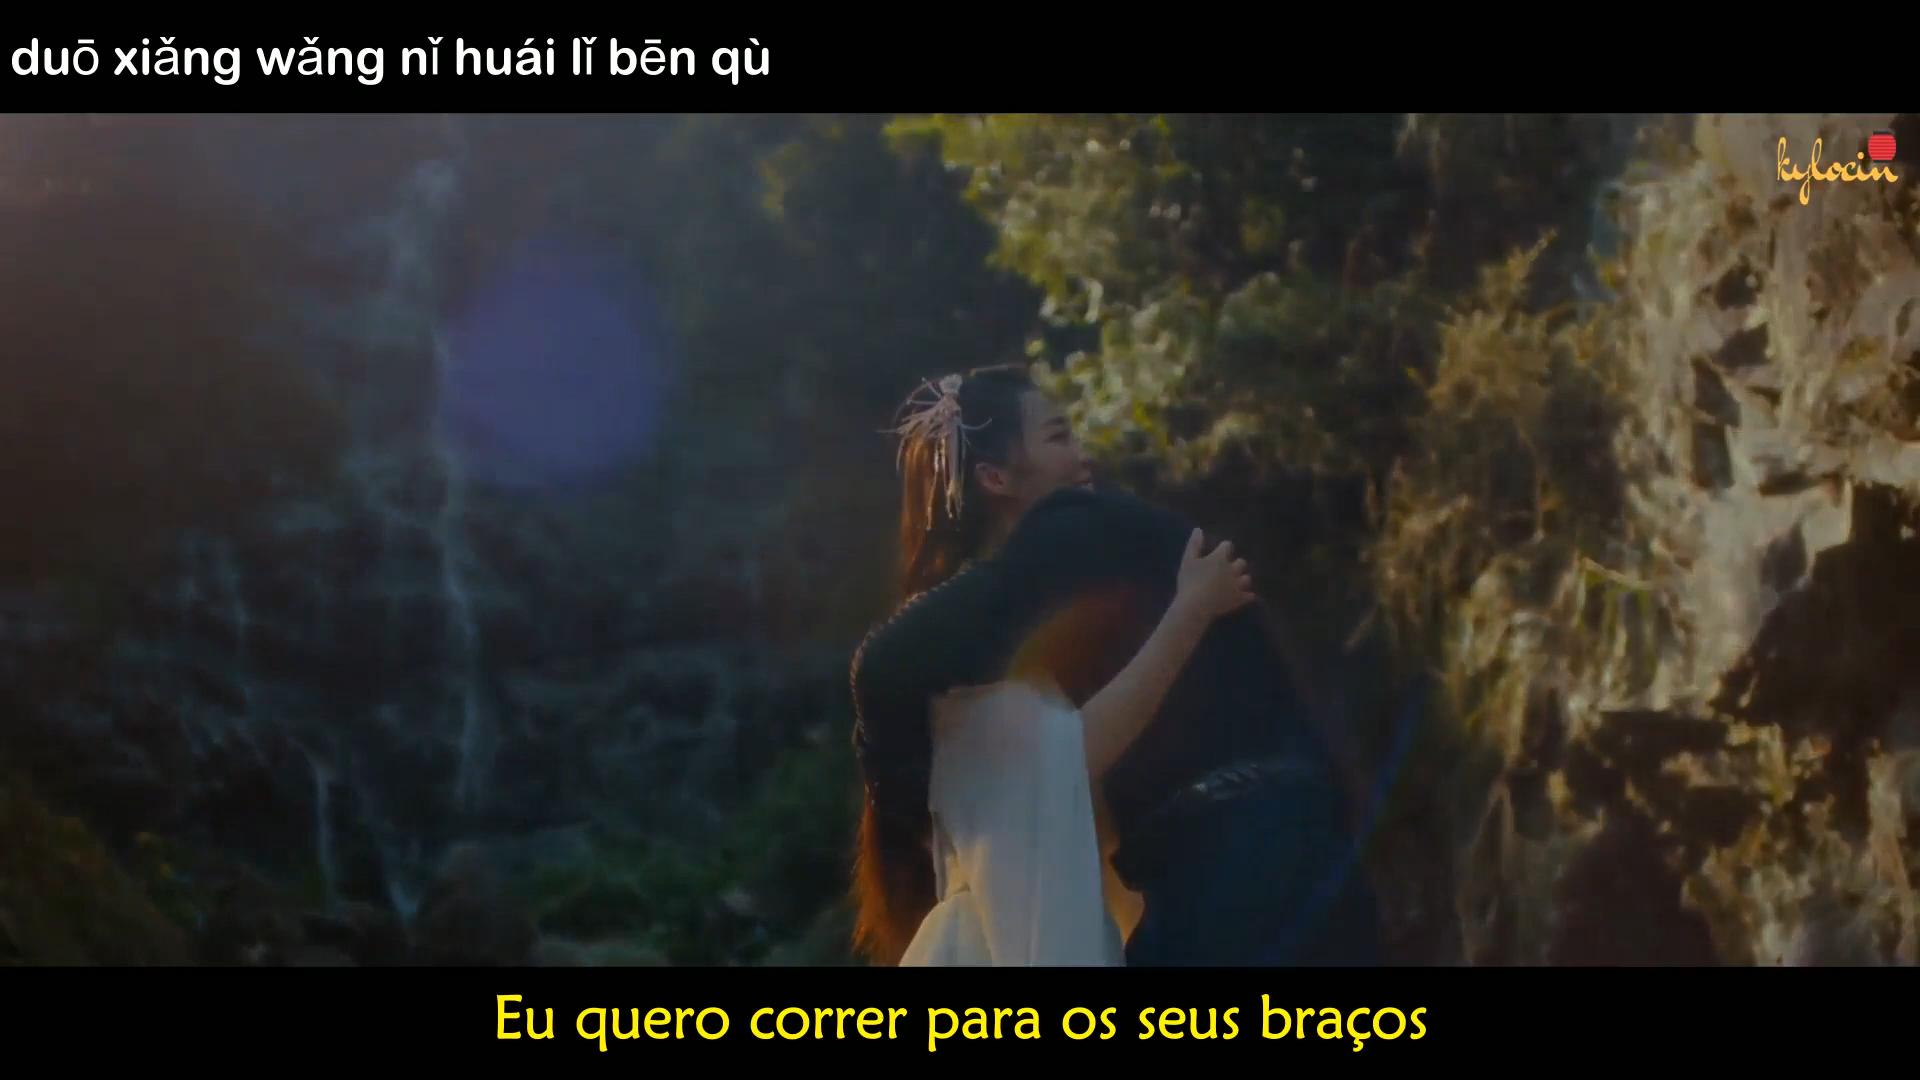 duō xiǎng wǎng nǐ huái lǐ bēn qù
kylocin
Eu quero correr para os seus braços